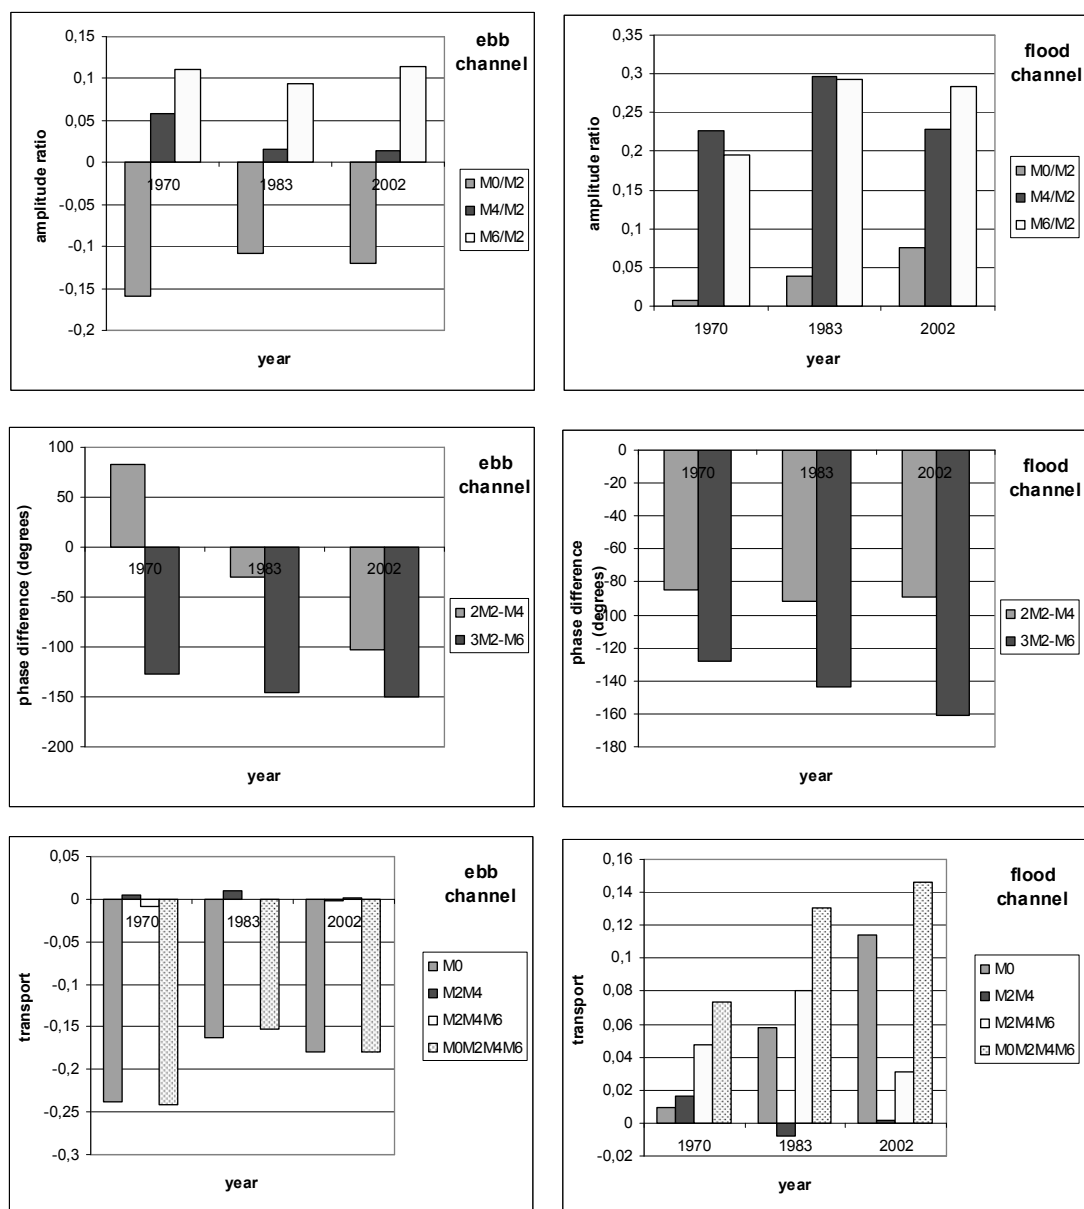 ebb
channel
0,15
0,1
0,05
0
-0,05
-0,1
-0,15
-0,2
amplitude ratio
1970
1983
2002
M0/M2
M4/M2
M6/M2
year
flood
channel
0,35
0,3
0,25
0,2
0,15
0,1
0,05
0
amplitude ratio
1970
1983
2002
M0/M2
M4/M2
M6/M2
year
ebb
channel
100
50
0
-50
-100
-150
-200
phase difference (degrees)
1970
1983
2002
2M2-M4
3M2-M6
year
flood
channel
0
-20
-40
-60
-80
-100
-120
-140
-160
-180
phase difference
(degrees)
1970
1983
2002
2M2-M4
3M2-M6
year
ebb
channel
0,05
0
-0,05
-0,1
-0,15
-0,2
-0,25
-0,3
transport
1970
1983
2002
M0
M2M4
M2M4M6
M0M2M4M6
year
flood
channel
0,16
0,14
0,12
0,1
0,08
0,06
0,04
0,02
0
-0,02
transport
1970
1983
2002
M0
M2M4
M2M4M6
M0M2M4M6
year